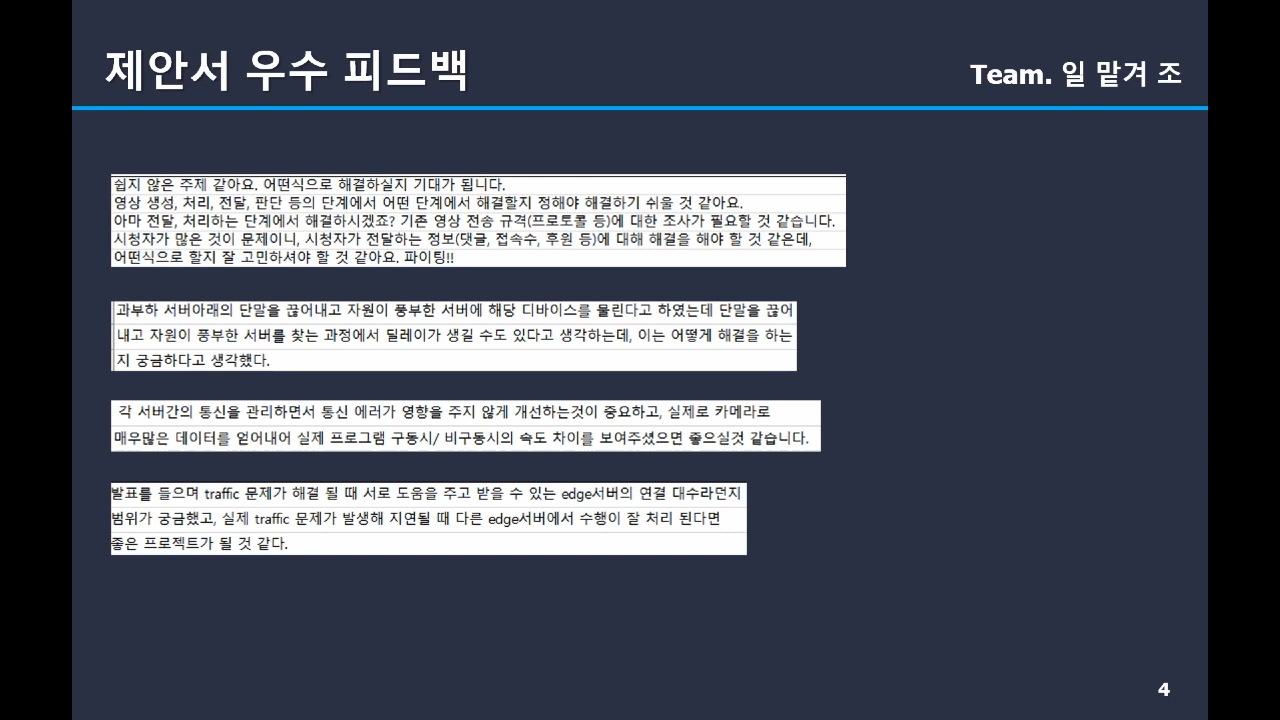 제안서 우수 피드백
Team. 일 맡겨 조
쉽지 않은 주제 같아요. 어떤식으로 해결하실지 기대가 됩니다.
영상 생성, 처리, 전달, 판단 등의 단계에서 어떤 단계에서 해결할지 정해야 해결하기 쉬울 것 같아요.
아마 전달, 처리하는 단계에서 해결하시겠죠? 기존 영상 전송 규격(프로토콜 등)에 대한 조사가 필요할 것 같습니다.
시청자가 많은 것이 문제이니, 시청자가 전달하는 정보(댓글, 접속수, 후원 등)에 대해 해결을 해야 할 것 같은데,
어떤식으로 할지 잘 고민하셔야 할 것 같아요. 파이팅!!
과부하 서버아래의 단말을 끊어내고 자원이 풍부한 서버에 해당 디바이스를 물린다고 하였는데 단말을 끊어
내고 자원이 풍부한 서버를 찾는 과정에서 딜레이가 생길 수도 있다고 생각하는데, 이는 어떻게 해결을 하는
지 궁금하다고 생각했다.
각 서버간의 통신을 관리하면서 통신 에러가 영향을 주지 않게 개선하는것이 중요하고, 실제로 카메라로
매우많은 데이터를 얻어내어 실제 프로그램 구동시/ 비구동시의 속도 차이를 보여주셨으면 좋으실것 같습니다.
발표를 들으며 traffic 문제가 해결 될 때 서로 도움을 주고 받을 수 있는 edge서버의 연결 대수라던지
범위가 궁금했고, 실제 traffic 문제가 발생해 지연될 때 다른 edge서버에서 수행이 잘 처리 된다면
좋은 프로젝트가 될 것 같다.
4